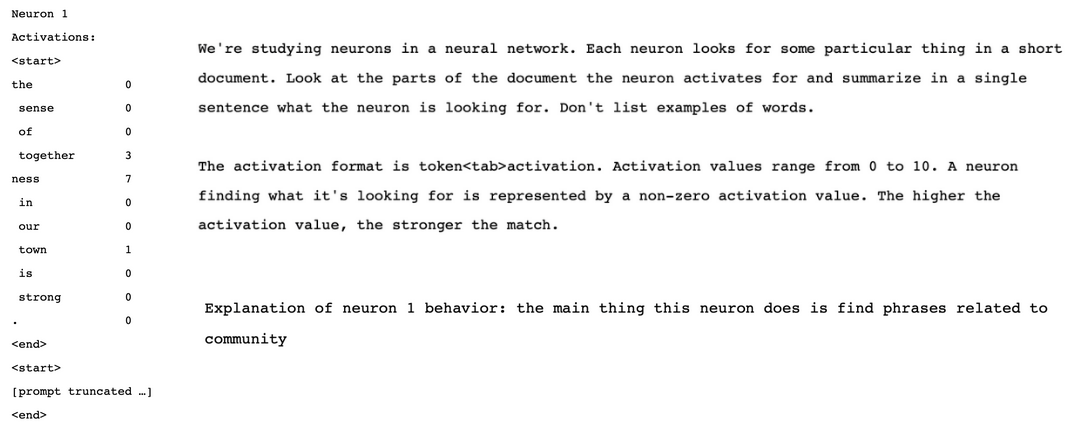 Neuron 1
Activations:
<start>
the 0
sense 0
of 0
together 3
ness 7
in 0
our 0
town 1
is 0
strong 0
. 0
<end>
<start>
[prompt truncated …]
<end>
We're studying neurons in a neural network. Each neuron looks for some particular thing in a short
document. Look at the parts of the document the neuron activates for and summarize in a single
sentence what the neuron is looking for. Don't list examples of words.
The activation format is token<tab>activation. Activation values range from 0 to 10. A neuron
finding what it's looking for is represented by a non-zero activation value. The higher the
activation value, the stronger the match.
Explanation of neuron 1 behavior: the main thing this neuron does is find phrases related to
community